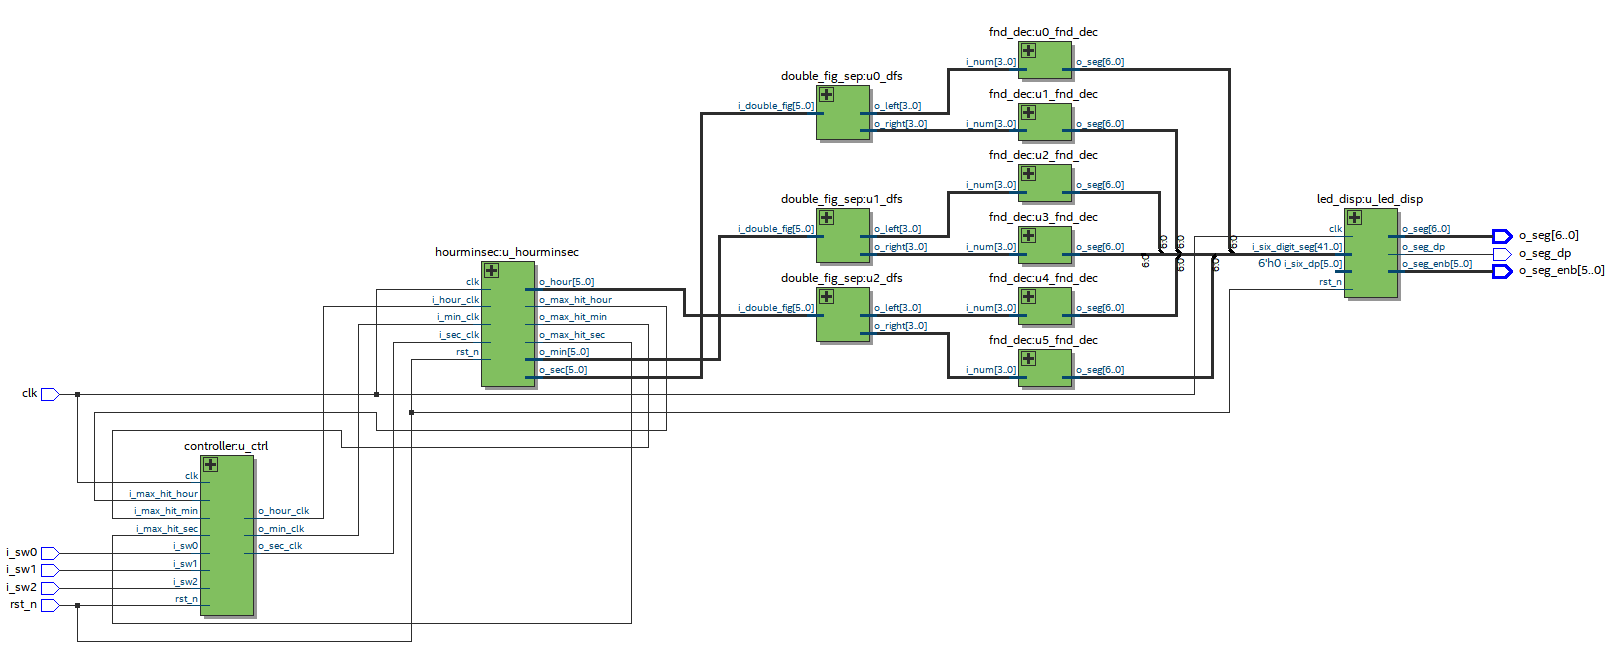 fnd_dec:u0_fnd_dec
i_num[3..0]
o_seg[6..0]
double_fig_sep:u0_dfs
i_double_fig[5..0]
o_left[3..0]
o_right[3..0]
fnd_dec:u1_fnd_dec
i_num[3..0]
o_seg[6..0]
fnd_dec:u2_fnd_dec
i_num[3..0]
o_seg[6..0]
double_fig_sep:u1_dfs
i_double_fig[5..0]
o_left[3..0]
o_right[3..0]
fnd_dec:u3_fnd_dec
i_num[3..0]
o_seg[6..0]
double_fig_sep:u2_dfs
i_double_fig[5..0]
o_left[3..0]
o_right[3..0]
fnd_dec:u4_fnd_dec
i_num[3..0]
o_seg[6..0]
fnd_dec:u5_fnd_dec
i_num[3..0]
o_seg[6..0]
6:0
6:0
6:0
6:0
6:0
6:0
led_disp:u_led_disp
clk
i_six_digit_seg[41..0]
6'h0 i_six_dp[5..0]
rst_n
o_seg[6..0]
o_seg_dp
o_seg_enb[5..0]
o_seg[6..0]
o_seg_dp
o_seg_enb[5..0]
hourminsec:u_hourminsec
clk
i_hour_clk
i_min_clk
i_sec_clk
rst_n
o_hour[5..0]
o_max_hit_hour
o_max_hit_min
o_max_hit_sec
o_min[5..0]
o_sec[5..0]
clk
controller:u_ctrl
clk
i_max_hit_hour
i_max_hit_min
i_max_hit_sec
i_sw0
i_sw1
i_sw2
rst_n
o_hour_clk
o_min_clk
o_sec_clk
i_sw0
i_sw1
i_sw2
rst_n